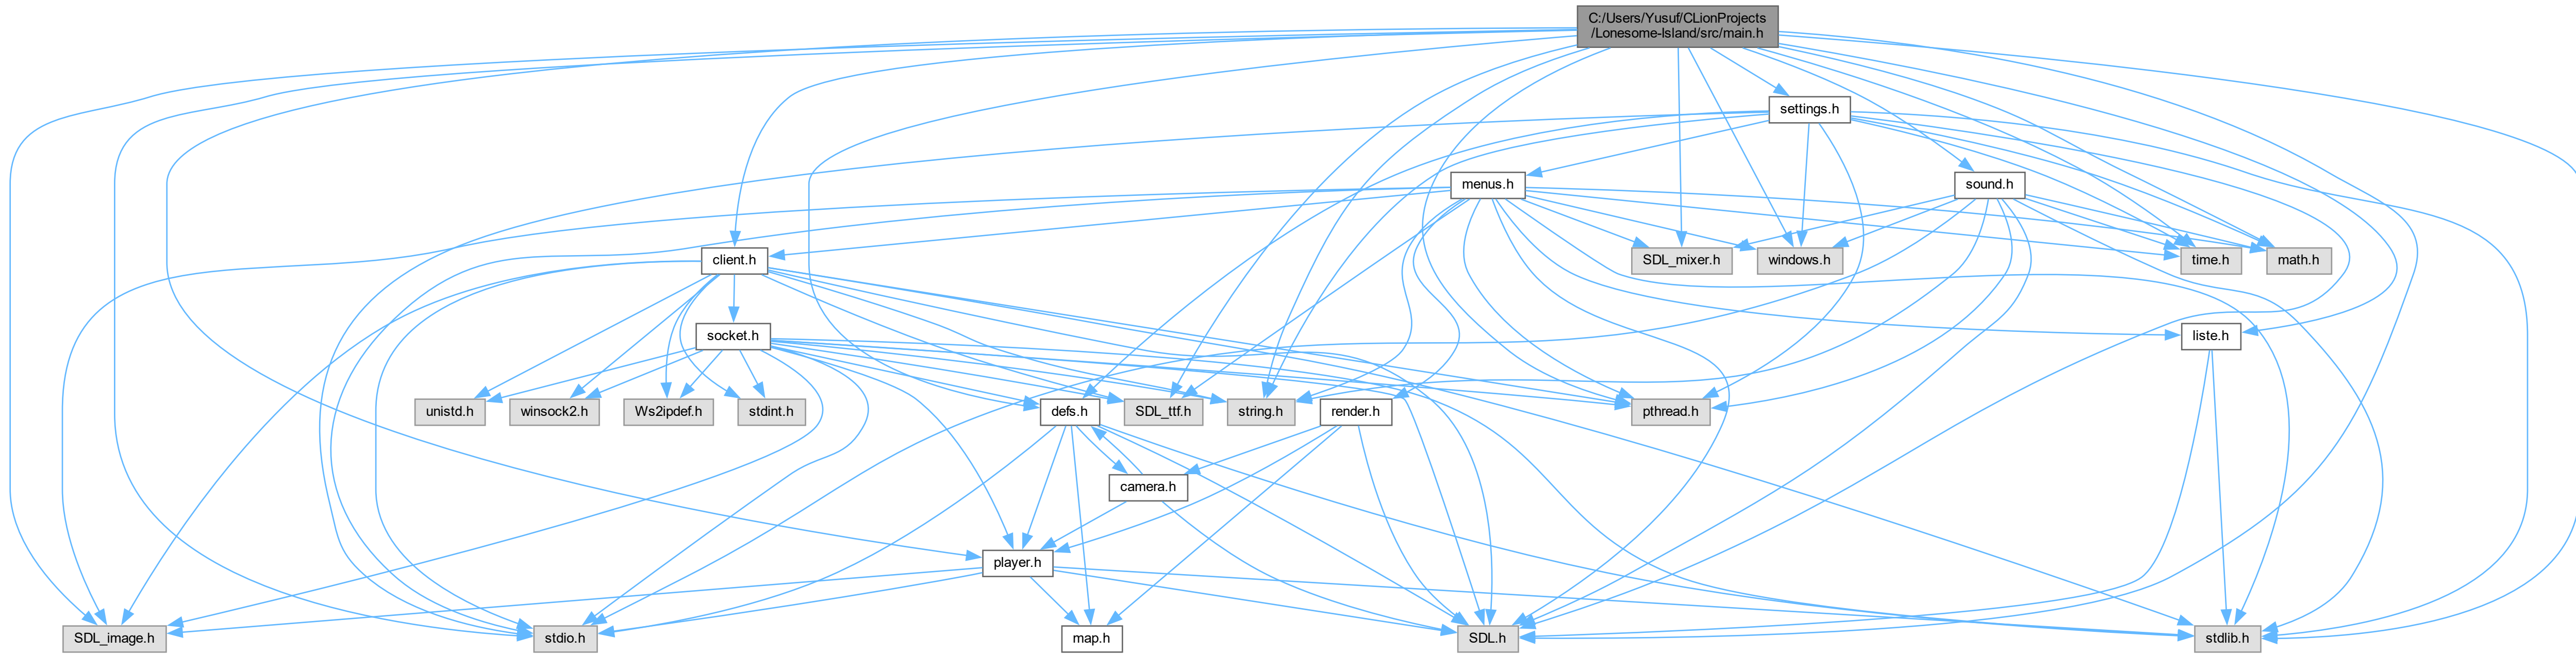 C:/Users/Yusuf/CLionProjects
/Lonesome-Island/src/main.h
settings.h
menus.h
sound.h
client.h
SDL_mixer.h
windows.h
time.h
math.h
socket.h
liste.h
unistd.h
winsock2.h
Ws2ipdef.h
stdint.h
defs.h
SDL_ttf.h
string.h
render.h
pthread.h
camera.h
player.h
SDL_image.h
stdio.h
map.h
SDL.h
stdlib.h